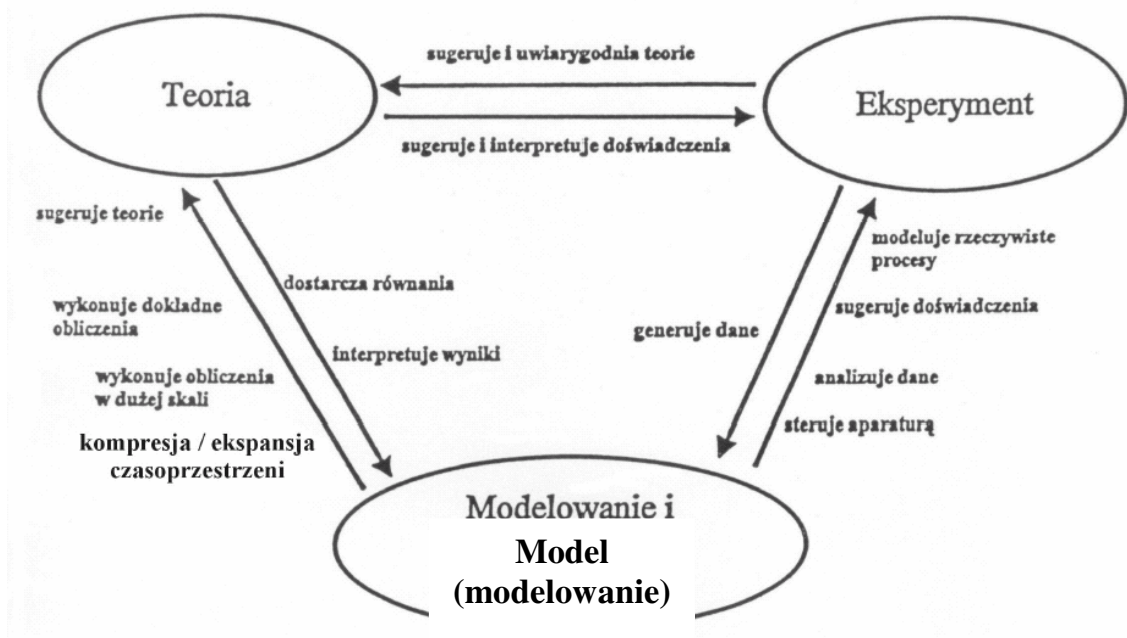 sugeruje i uwiarygodnia teorie
Teoria
Eksperyment
sugeruje i interpretuje doświadczenia
sugeruje teorie
modeluje rzeczywiste
procesy
dostarcza równania
wykonuje dokładne
obliczenia
sugeruje doświadczenia
generuje dane
interpretuje wyniki
wykonuje obliczenia
w dużej skali
analizuje dane
steruje aparaturą
kompresja / ekspansja
czasoprzestrzeni
Modelowanie i
Model
(modelowanie)